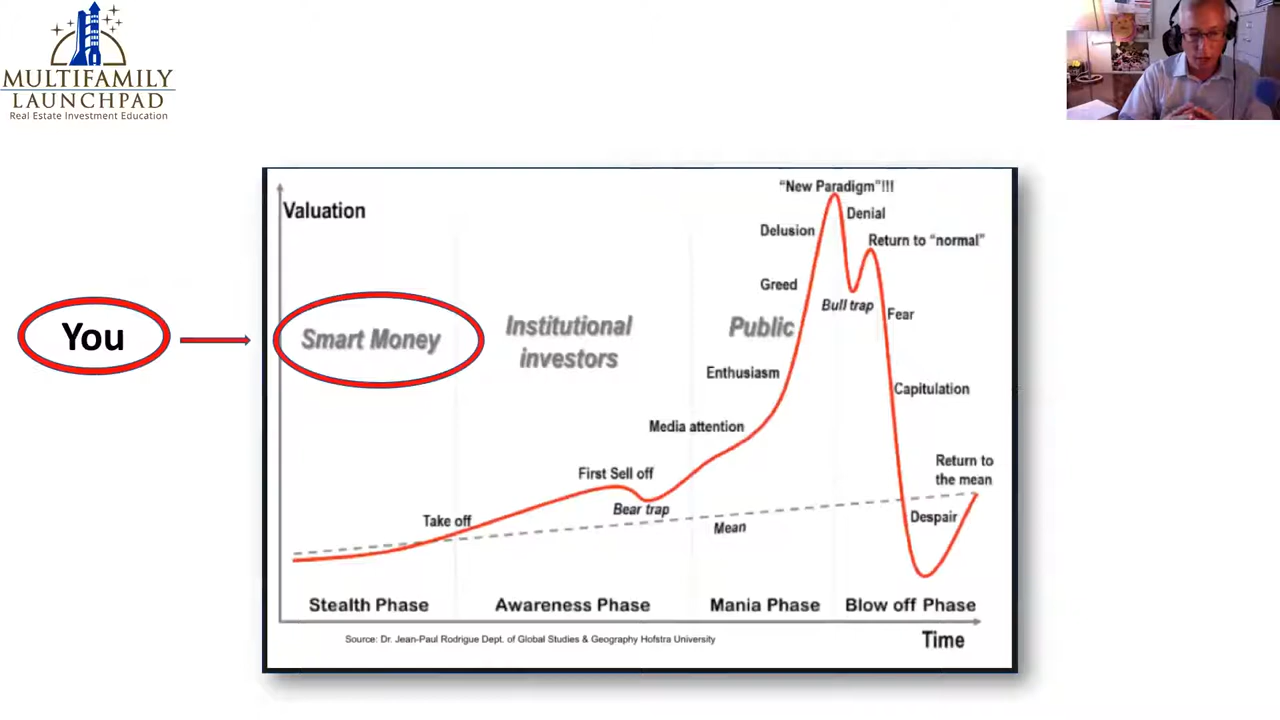 MULTIFAMILY
LAUNCHPAD
Real Estate Investment Education
You
Valuation
Smart Money
Institutional
investors
Public
"New Paradigm"!!!
Denial
Delusion
Return to "normal"
Greed
Bull trap
Fear
Enthusiasm
Capitulation
Media attention
First Sell off
Return to
the mean
Bear trap
Take off
Mean
Despair
Stealth Phase
Awareness Phase
Mania Phase
Blow off Phase
Time
Source: Dr. Jean-Paul Rodrigue Dept. of Global Studies & Geography Hofstra University